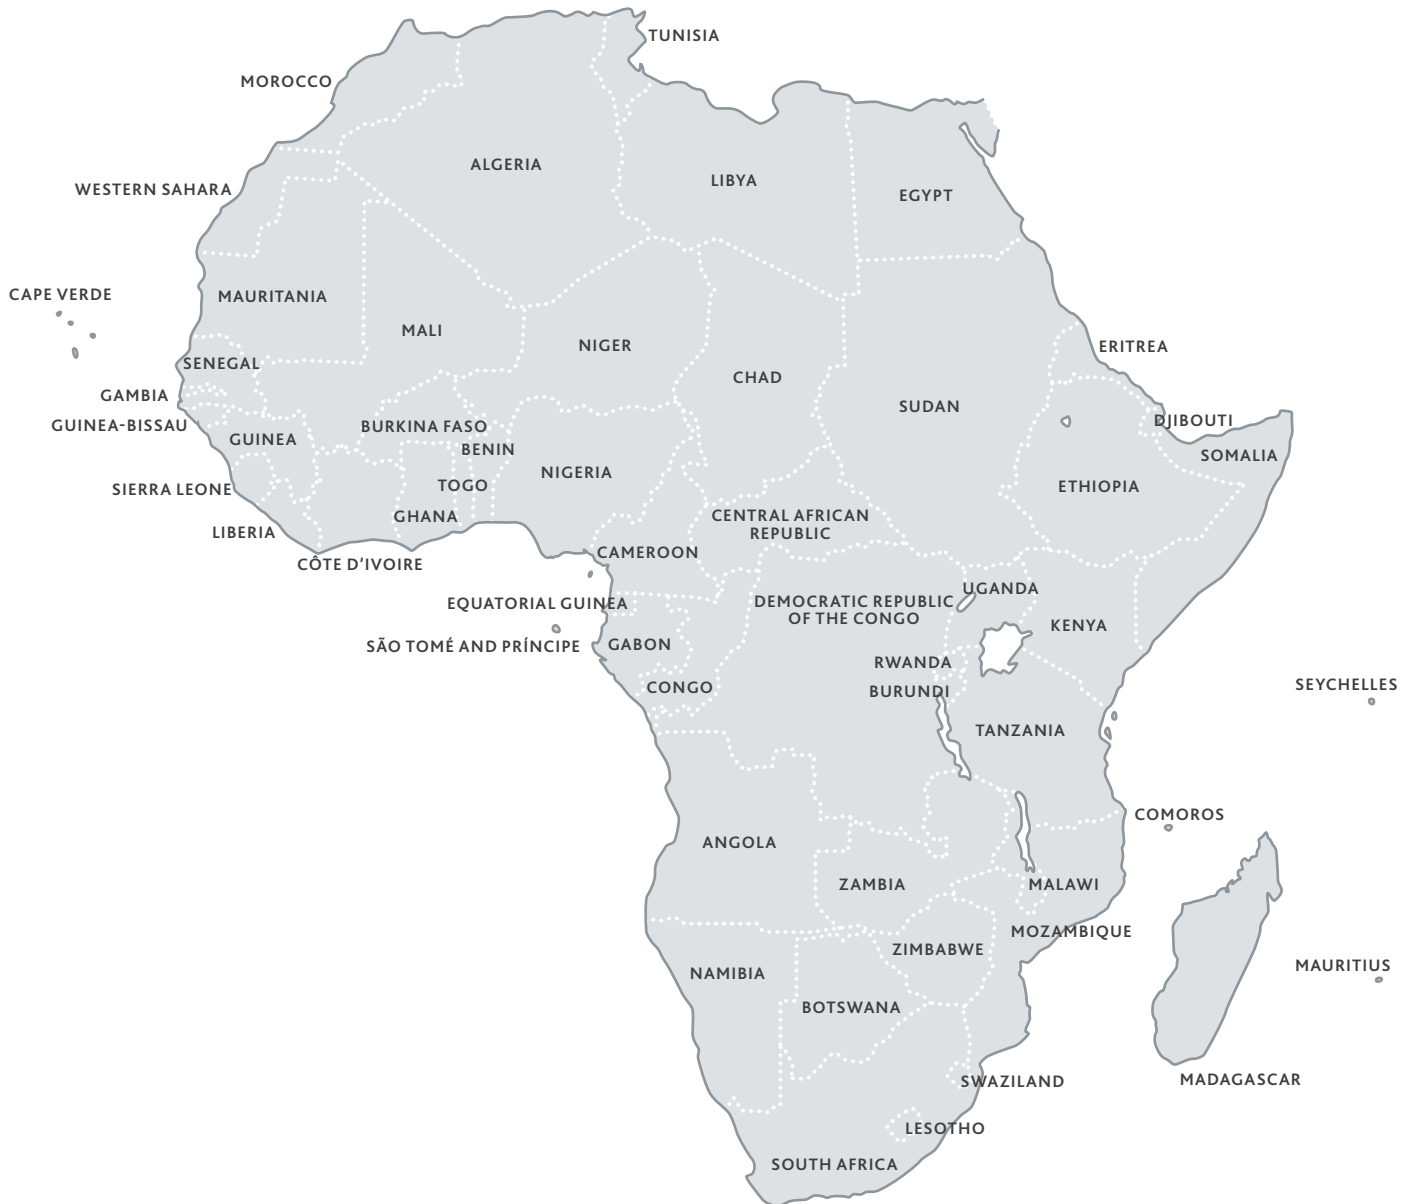 TUNISIA
MOROCCO
ALGERIA
LIBYA
WESTERN SAHARA
EGYPT
CAPE VERDE
MAURITANIA
MALI
NIGER
ERITREA
SENEGAL
CHAD
GAMBIA
SUDAN
GUINEA-BISSAU
BURKINA FASO
DJIBOUTI
GUINEA
BENIN
SOMALIA
NIGERIA
SIERRA LEONE
TOGO
ETHIOPIA
GHANA
CENTRAL AFRICAN
REPUBLIC
LIBERIA
CAMEROON
CÔTE D'IVOIRE
UGANDA
EQUATORIAL GUINEA
DEMOCRATIC REPUBLIC
OF THE CONGO
KENYA
SÃO TOMÉ AND PRÍNCIPE
GABON
RWANDA
CONGO
BURUNDI
SEYCHELLES
TANZANIA
COMOROS
ANGOLA
ZAMBIA
MALAWI
MOZAMBIQUE
ZIMBABWE
MAURITIUS
NAMIBIA
BOTSWANA
SWAZILAND
MADAGASCAR
LESOTHO
SOUTH AFRICA